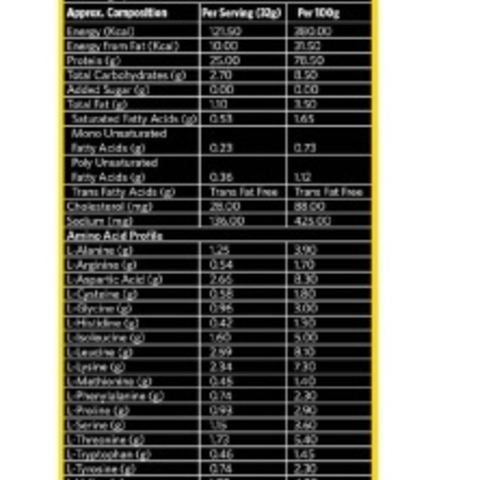 Approx. Composition Per Serving (32g) Per 100g
Energy (Kcal) 121.50 380.00
Energy from Fat (Kcal) 10.00 31.50
Protein (g) 25.00 78.50
Total Carbohydrates (g) 2.70 8.50
Added Sugar (g) 0.00 0.00
Total Fat (g) 1.10 3.50
Saturated Fatty Acids (g) 0.53 1.65
Mono Unsaturated
Fatty Acids (g) 0.23 0.73
Poly Unsaturated
Fatty Acids (g) 0.36 1.12
Trans Fatty Acids (g) Trans Fat Free Trans Fat Free
Cholesterol (mg) 28.00 88.00
Sodium (mg) 136.00 425.00
Amino Acid Profile
L-Alanine (g) 1.25 3.90
L-Arginine (g) 0.54 1.70
L-Aspartic Acid (g) 2.66 8.30
L-Cysteine (g) 0.58 1.80
L-Glycine (g) 0.96 3.00
L-Histidine (g) 0.42 1.30
L-Isoleucine (g) 1.60 5.00
L-Leucine (g) 2.59 8.10
L-Lysine (g) 2.34 7.30
L-Methionine (g) 0.45 1.40
L-Phenylalanine (g) 0.74 2.30
L-Proline (g) 0.93 2.90
L-Serine (g) 1.15 3.60
L-Threonine (g) 1.73 5.40
L-Tryptophan (g) 0.46 1.45
L-Tyrosine (g) 0.74 2.30